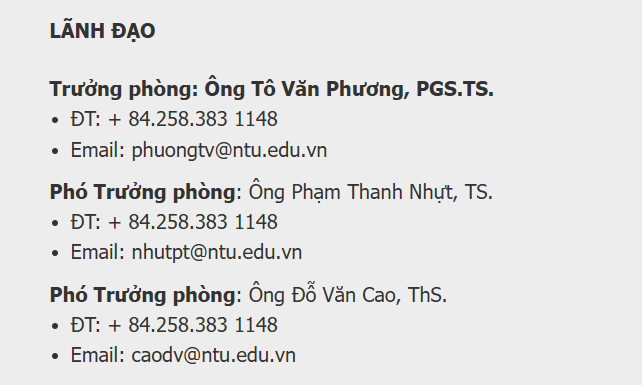 LÃNH ĐẠO
Trưởng phòng: Ông Tô Văn Phương, PGS.TS.
• ĐT: + 84.258.383 1148
• Email: phuongtv@ntu.edu.vn
Phó Trưởng phòng: Ông Phạm Thanh Nhựt, TS.
• ĐT: + 84.258.383 1148
• Email: nhutpt@ntu.edu.vn
Phó Trưởng phòng: Ông Đỗ Văn Cao, ThS.
• ĐT: + 84.258.383 1148
• Email: caodv@ntu.edu.vn